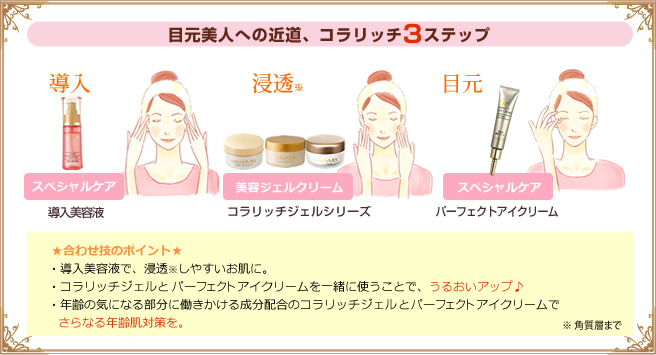 目元美人への近道、コラリッチ3ステップ
導入
浸透※
目元
スペシャルケア
美容ジェルクリーム
スペシャルケア
導入美容液
コラリッチジェルシリーズ
パーフェクトアイクリーム
★合わせ技のポイント★
・導入美容液で、浸透※しやすいお肌に。
・コラリッチジェルとパーフェクトアイクリームを一緒に使うことで、うるおいアップ♪
・年齢の気になる部分に働きかける成分配合のコラリッチジェルとパーフェクトアイクリームで
さらなる年齢肌対策を。
※ 角質層まで